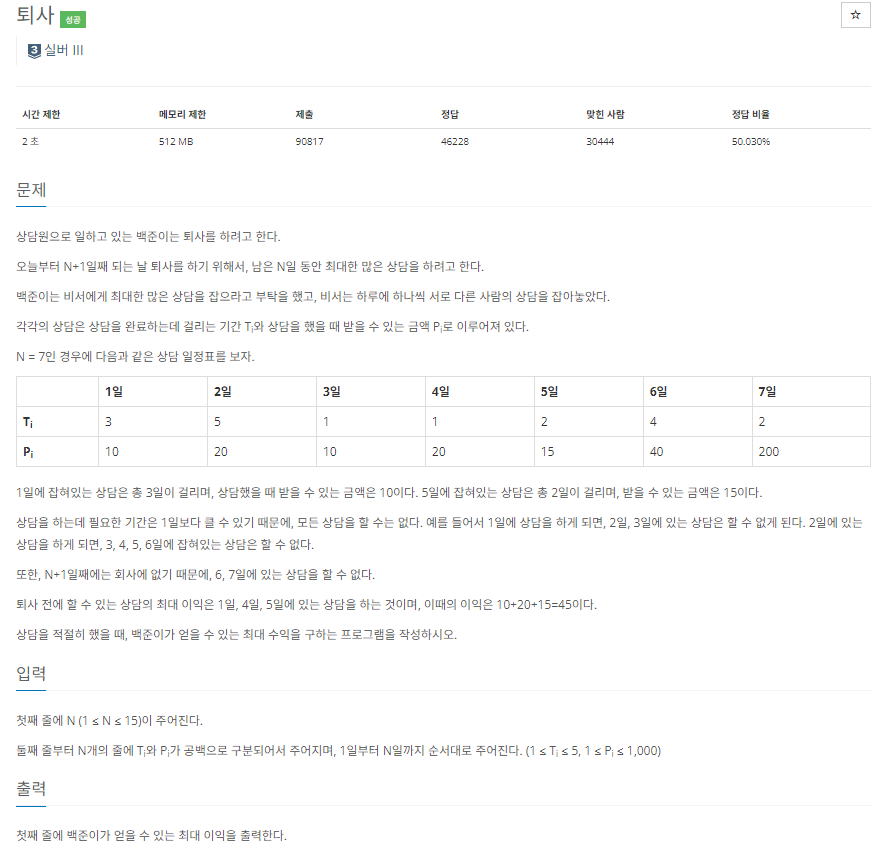 퇴사 성공
☆
3 실버 III
시간 제한 메모리 제한 제출 정답 맞힌 사람 정답 비율
2 초 512 MB 90817 46228 30444 50.030%
문제
상담원으로 일하고 있는 백준이는 퇴사를 하려고 한다.
오늘부터 N+1일째 되는 날 퇴사를 하기 위해서, 남은 N일 동안 최대한 많은 상담을 하려고 한다.
백준이는 비서에게 최대한 많은 상담을 잡으라고 부탁을 했고, 비서는 하루에 하나씩 서로 다른 사람의 상담을 잡아놓았다.
각각의 상담은 상담을 완료하는데 걸리는 기간 Ti와 상담을 했을 때 받을 수 있는 금액 Pi로 이루어져 있다.
N = 7인 경우에 다음과 같은 상담 일정표를 보자.
1일 2일 3일 4일 5일 6일 7일
Ti 3 5 1 1 2 4 2
Pi 10 20 10 20 15 40 200
1일에 잡혀있는 상담은 총 3일이 걸리며, 상담했을 때 받을 수 있는 금액은 10이다. 5일에 잡혀있는 상담은 총 2일이 걸리며, 받을 수 있는 금액은 15이다.
상담을 하는데 필요한 기간은 1일보다 클 수 있기 때문에, 모든 상담을 할 수는 없다. 예를 들어서 1일에 상담을 하게 되면, 2일, 3일에 있는 상담은 할 수 없게 된다. 2일에 있는
상담을 하게 되면, 3, 4, 5, 6일에 잡혀있는 상담은 할 수 없다.
또한, N+1일째에는 회사에 없기 때문에, 6, 7일에 있는 상담을 할 수 없다.
퇴사 전에 할 수 있는 상담의 최대 이익은 1일, 4일, 5일에 있는 상담을 하는 것이며, 이때의 이익은 10+20+15=45이다.
상담을 적절히 했을 때, 백준이가 얻을 수 있는 최대 수익을 구하는 프로그램을 작성하시오.
입력
첫째 줄에 N (1 ≤ N ≤ 15)이 주어진다.
둘째 줄부터 N개의 줄에 Ti와 Pi가 공백으로 구분되어서 주어지며, 1일부터 N일까지 순서대로 주어진다. (1 ≤ Ti ≤ 5, 1 ≤ Pi ≤ 1,000)
출력
첫째 줄에 백준이가 얻을 수 있는 최대 이익을 출력한다.